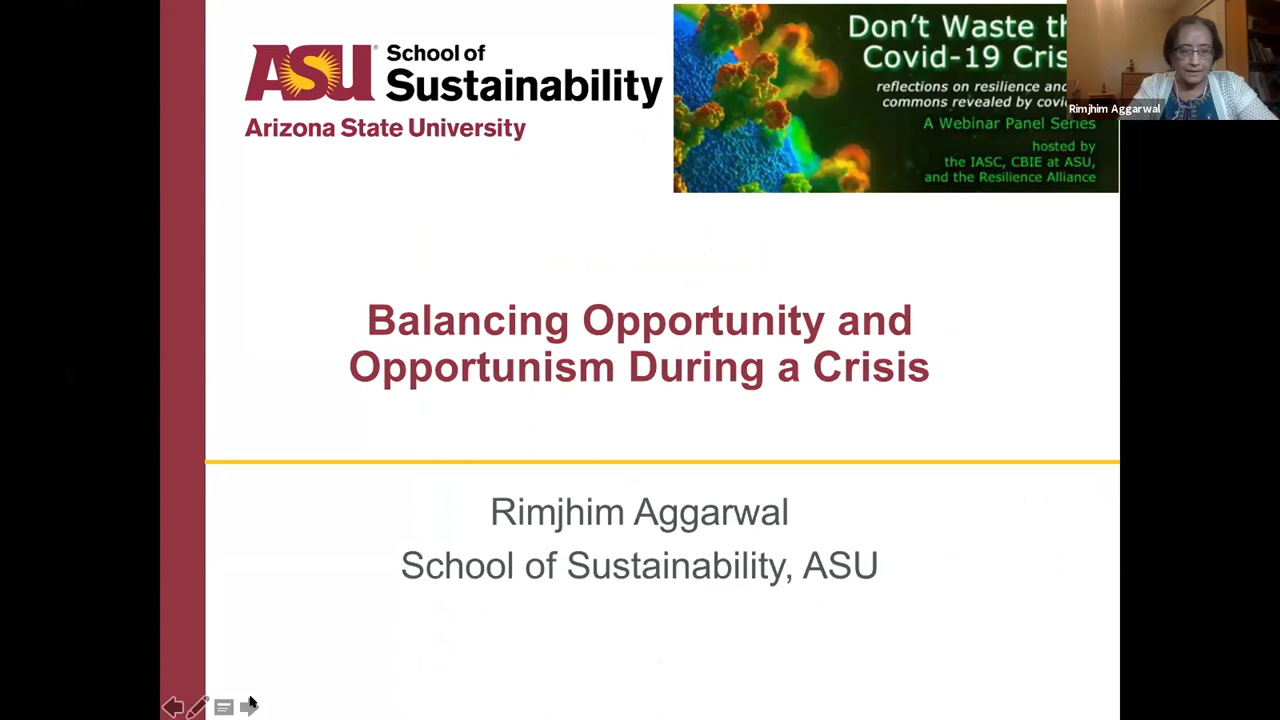 ASU School of
Sustainability
Arizona State University
Don't Waste th
Covid-19 Cris
reflections on resilience and
commons revealed by covi
A Webinar Panel Series
hosted by
the IASC, CBIE at ASU,
and the Resilience Alliance
Rimjhim Aggarwal
Balancing Opportunity and
Opportunism During a Crisis
Rimjhim Aggarwal
School of Sustainability, ASU